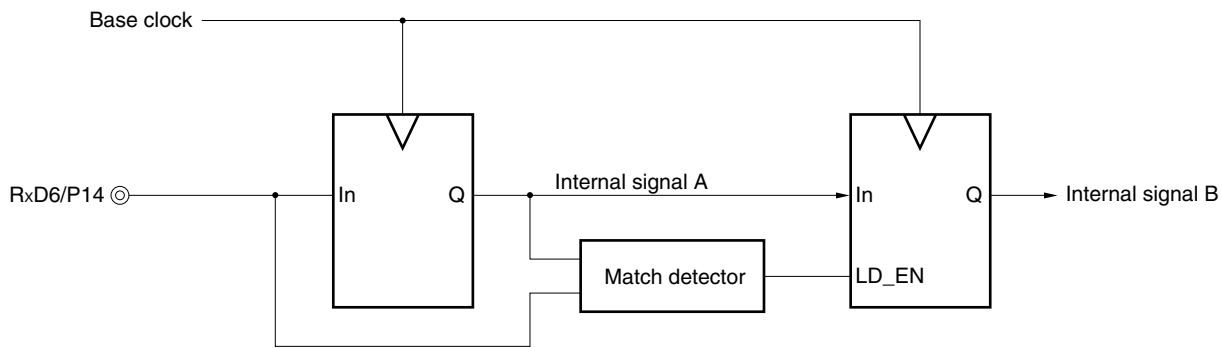 Base clock
RxD6/P14
In
Q
Internal signal A
In
Q
Internal signal B
Match detector
LD_EN